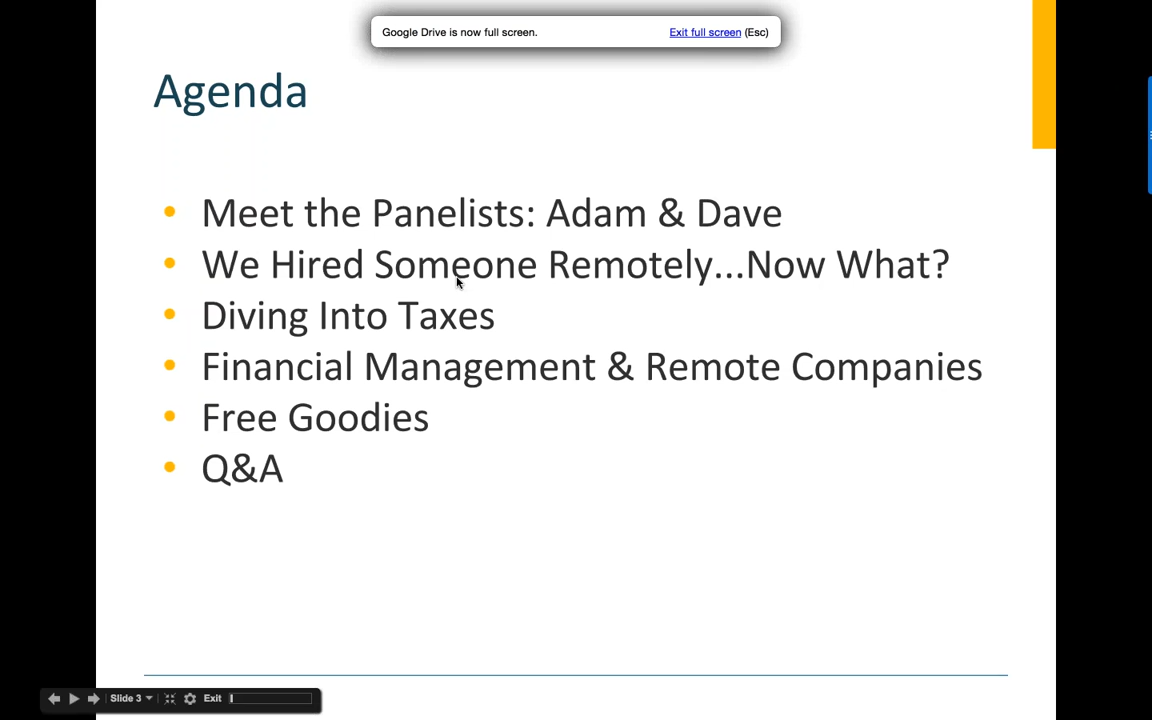 Google Drive is now full screen. Exit full screen (Esc)
Agenda
• Meet the Panelists: Adam & Dave
• We Hired Someone Remotely...Now What?
• Diving Into Taxes
• Financial Management & Remote Companies
• Free Goodies
• Q&A
Slide 3 Exit